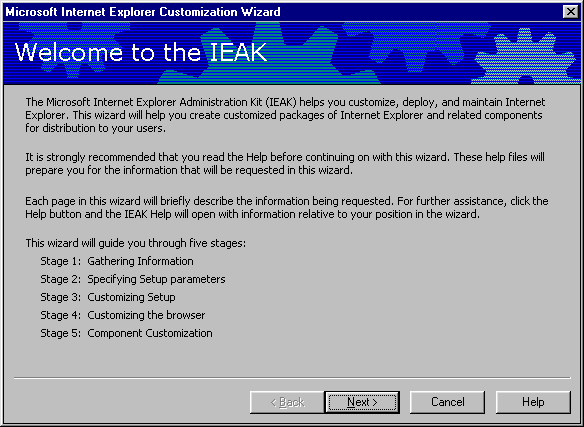 Microsoft Internet Explorer Customization Wizard
Welcome to the IEAK
The Microsoft Internet Explorer Administration Kit (IEAK) helps you customize, deploy, and maintain Internet
Explorer. This wizard will help you create customized packages of Internet Explorer and related components
for distribution to your users.
It is strongly recommended that you read the Help before continuing on with this wizard. These help files will
prepare you for the information that will be requested in this wizard.
Each page in this wizard will briefly describe the information being requested. For further assistance, click the
Help button and the IEAK Help will open with information relative to your position in the wizard.
This wizard will guide you through five stages:
Stage 1: Gathering Information
Stage 2: Specifying Setup parameters
Stage 3: Customizing Setup
Stage 4: Customizing the browser
Stage 5: Component Customization
< Back Next > Cancel Help